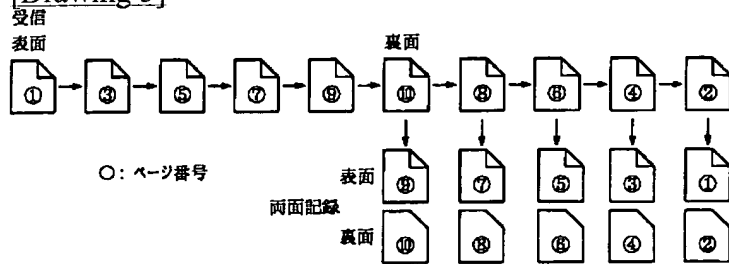 [Drawing 3]
受信
表面 裏面
① ③ ⑤ ⑦ ⑨ ⑩ ⑧ ⑥ ④ ②
○: ページ番号
表面 ⑨ ⑦ ⑤ ③ ①
両面記録
裏面 ⑩ ⑧ ⑥ ④ ②